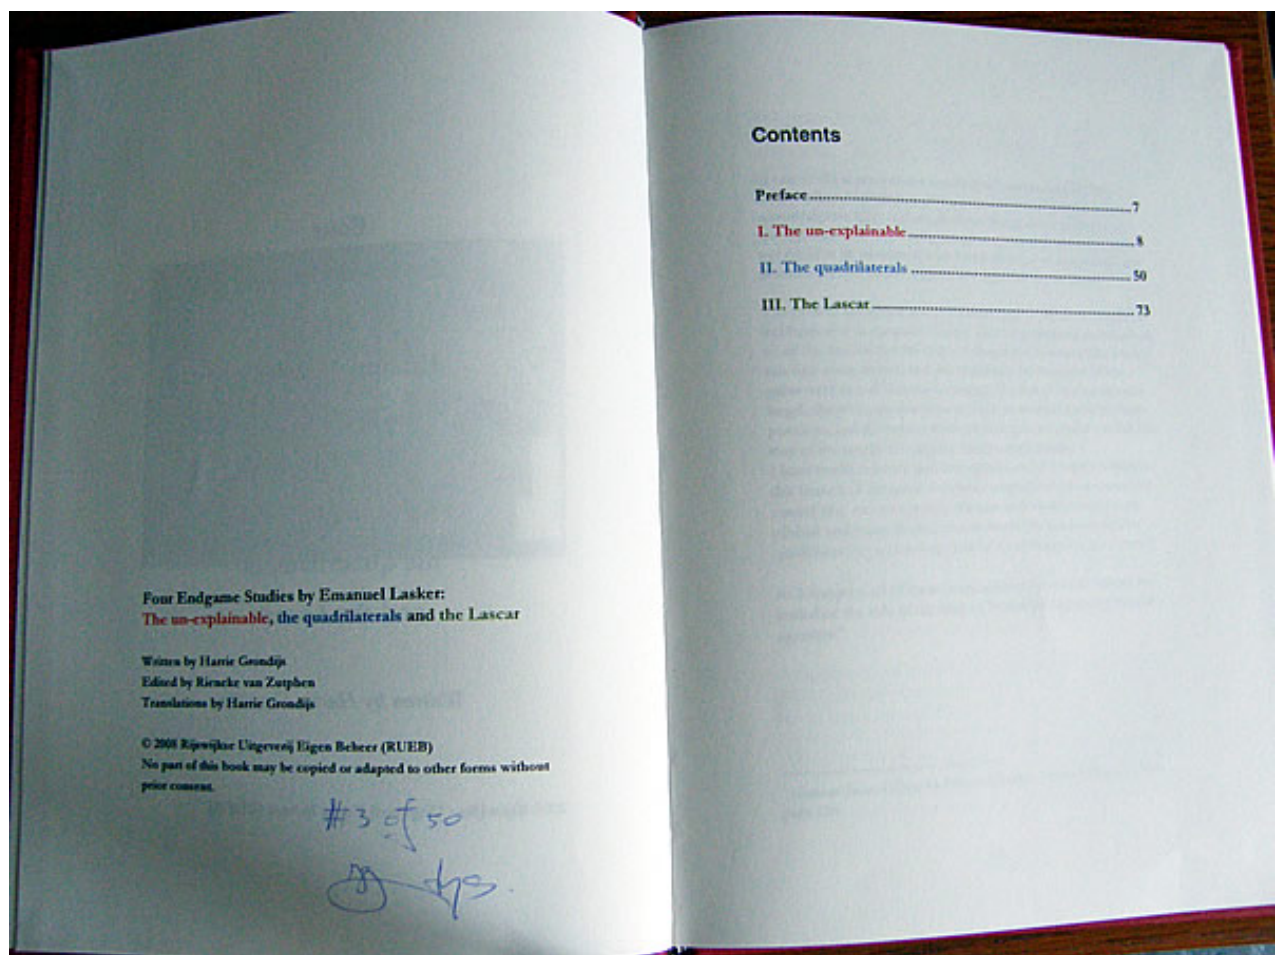 Four Endgame Studies by Emanuel Lasker:
The un-explainable, the quadrilaterals and the Lascar
Written by Harrie Grondijs
Edited by Rieneke van Zutphen
Translations by Harrie Grondijs
© 2008 Rijswijkse Uitgeverij Eigen Beheer (RUEB)
No part of this book may be copied or adapted to other forms without
prior consent.
#3 of 50
Contents
Preface 7
I. The un-explainable 8
II. The quadrilaterals 50
III. The Lascar 73